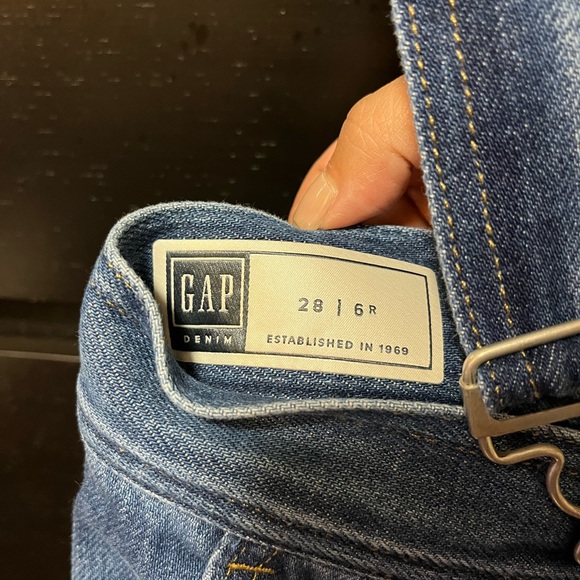 GAP
DENIM
28 | 6R
ESTABLISHED IN 1969